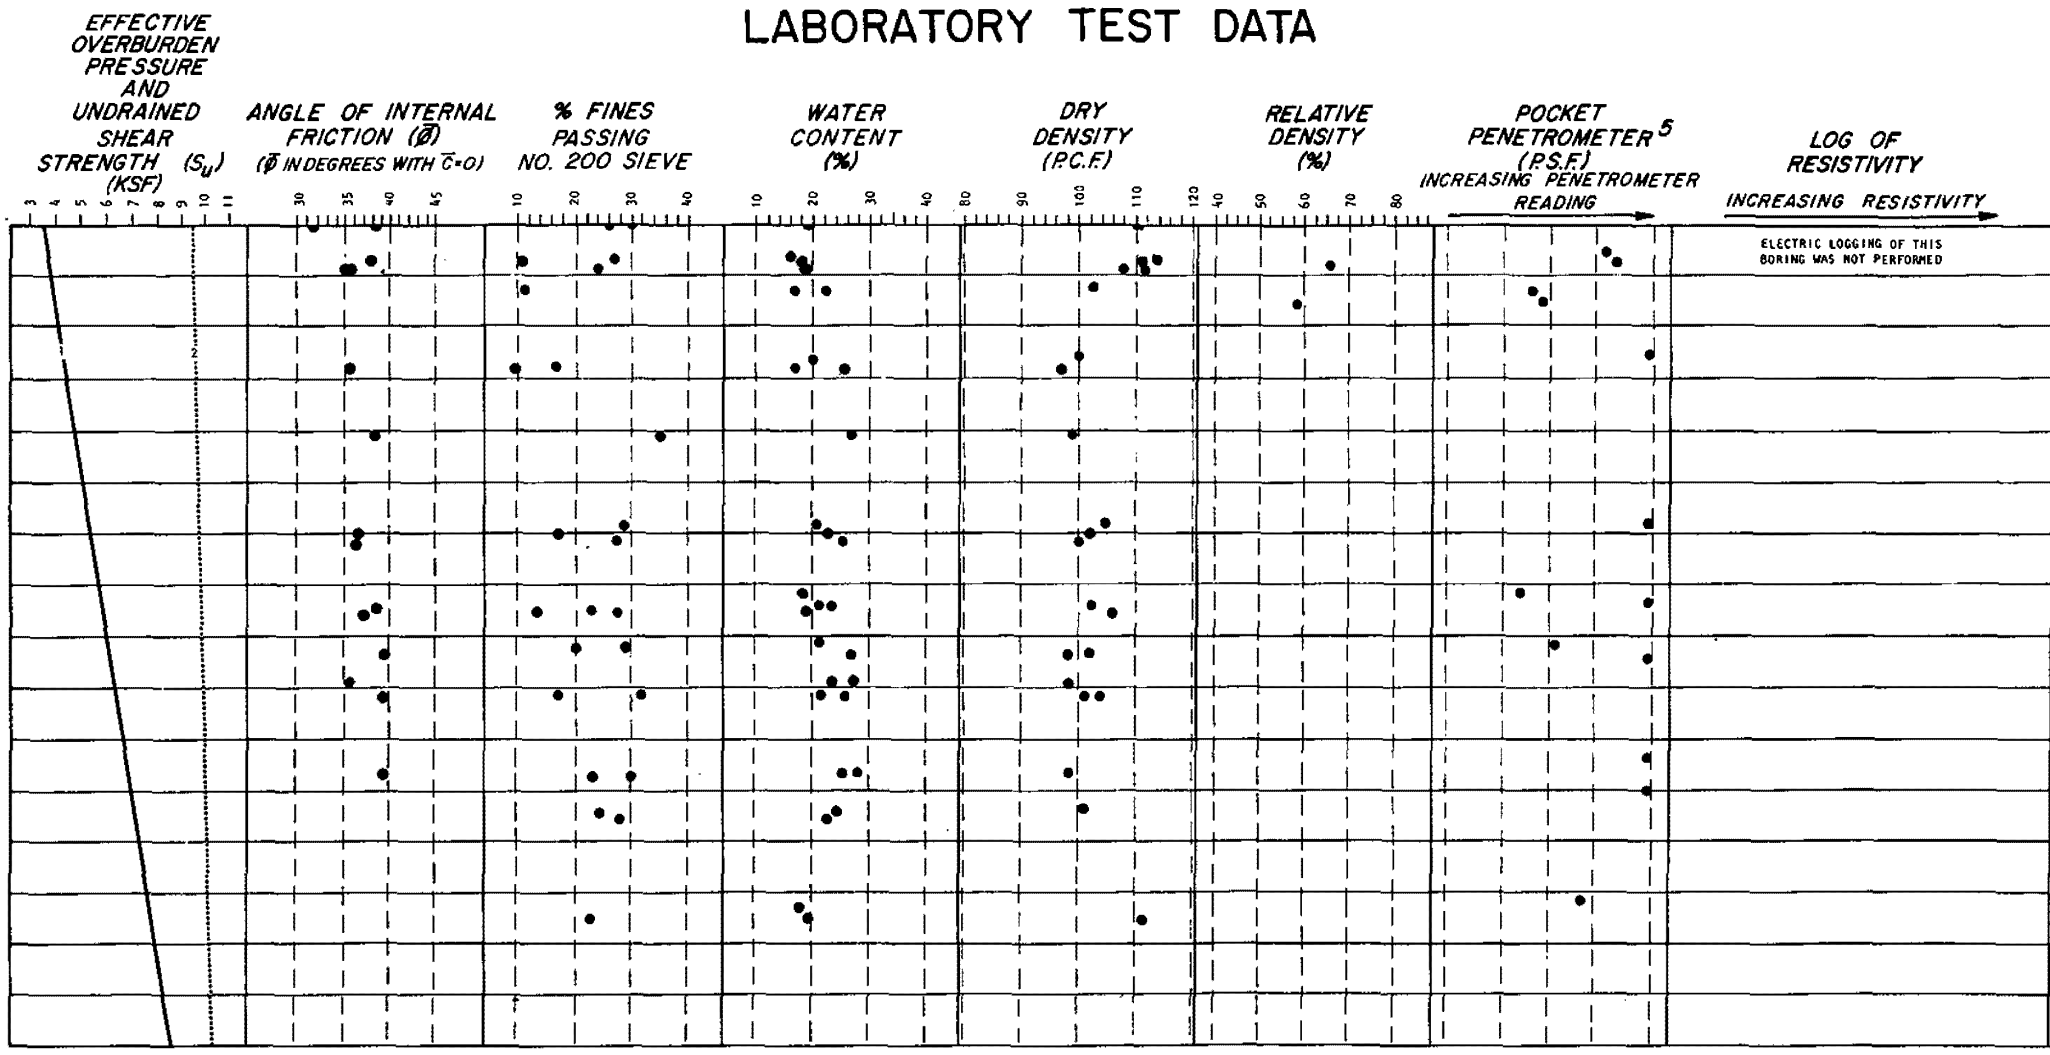 LABORATORY TEST DATA
EFFECTIVE
OVERBURDEN
PRESSURE
AND
UNDRAINED
SHEAR
STRENGTH (Su)
(KSF)
ANGLE OF INTERNAL
FRICTION (φ̅)
(φ̅ IN DEGREES WITH c̅=0)
% FINES
PASSING
NO. 200 SIEVE
WATER
CONTENT
(%)
DRY
DENSITY
(P.C.F.)
RELATIVE
DENSITY
(%)
POCKET
PENETROMETER 5
(P.S.F.)
INCREASING PENETROMETER
READING
LOG OF
RESISTIVITY
INCREASING RESISTIVITY
3 4 5 6 7 8 9 10 11
30 35 40 45
10 20 30 40
10 20 30 40
80 90 100 110 120
40 50 60 70 80
ELECTRIC LOGGING OF THIS
BORING WAS NOT PERFORMED
2